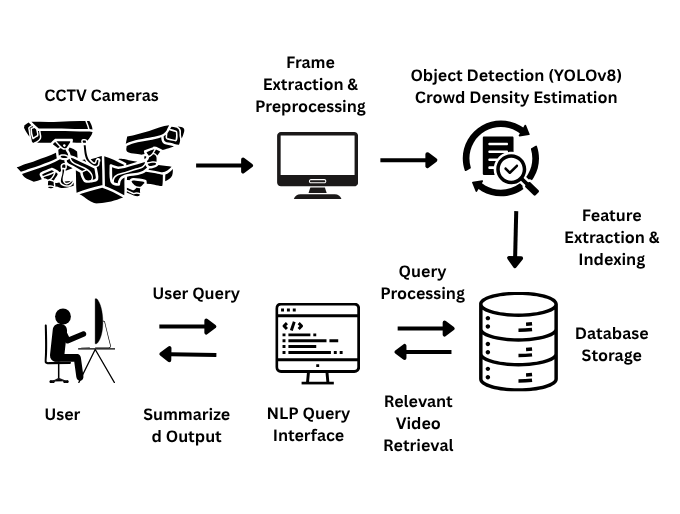 CCTV Cameras
Frame
Extraction &
Preprocessing
Object Detection (YOLOv8)
Crowd Density Estimation
Feature
Extraction &
Indexing
User Query
Query
Processing
</>
Database
Storage
User
Summarize
d Output
NLP Query
Interface
Relevant
Video
Retrieval